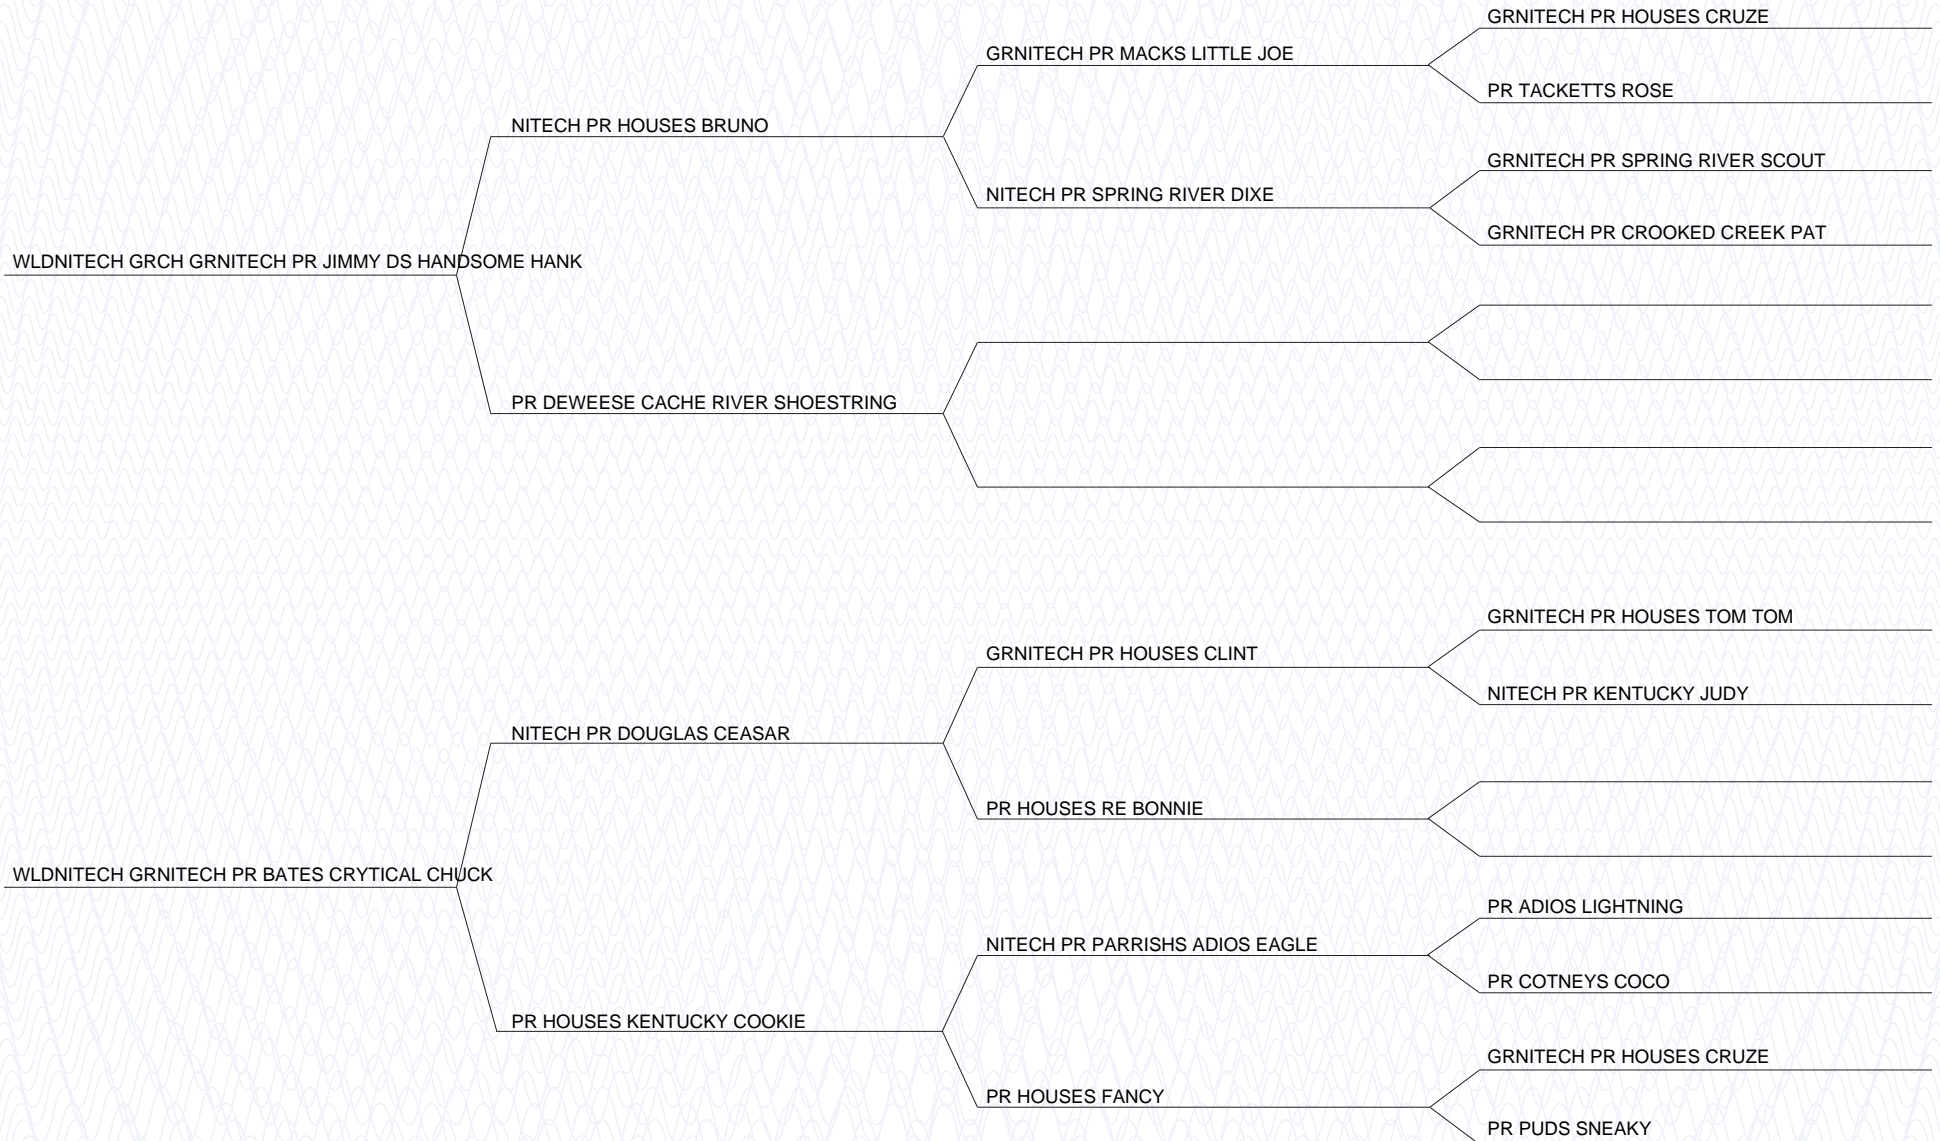 GRNITECH PR HOUSES CRUZE
GRNITECH PR MACKS LITTLE JOE
PR TACKETTS ROSE
NITECH PR HOUSES BRUNO
GRNITECH PR SPRING RIVER SCOUT
NITECH PR SPRING RIVER DIXE
GRNITECH PR CROOKED CREEK PAT
WLDNITECH GRCH GRNITECH PR JIMMY DS HANDSOME HANK
PR DEWEESE CACHE RIVER SHOESTRING
GRNITECH PR HOUSES TOM TOM
GRNITECH PR HOUSES CLINT
NITECH PR KENTUCKY JUDY
NITECH PR DOUGLAS CEASAR
PR HOUSES RE BONNIE
WLDNITECH GRNITECH PR BATES CRYTICAL CHUCK
PR ADIOS LIGHTNING
NITECH PR PARRISHS ADIOS EAGLE
PR COTNEYS COCO
PR HOUSES KENTUCKY COOKIE
GRNITECH PR HOUSES CRUZE
PR HOUSES FANCY
PR PUDS SNEAKY